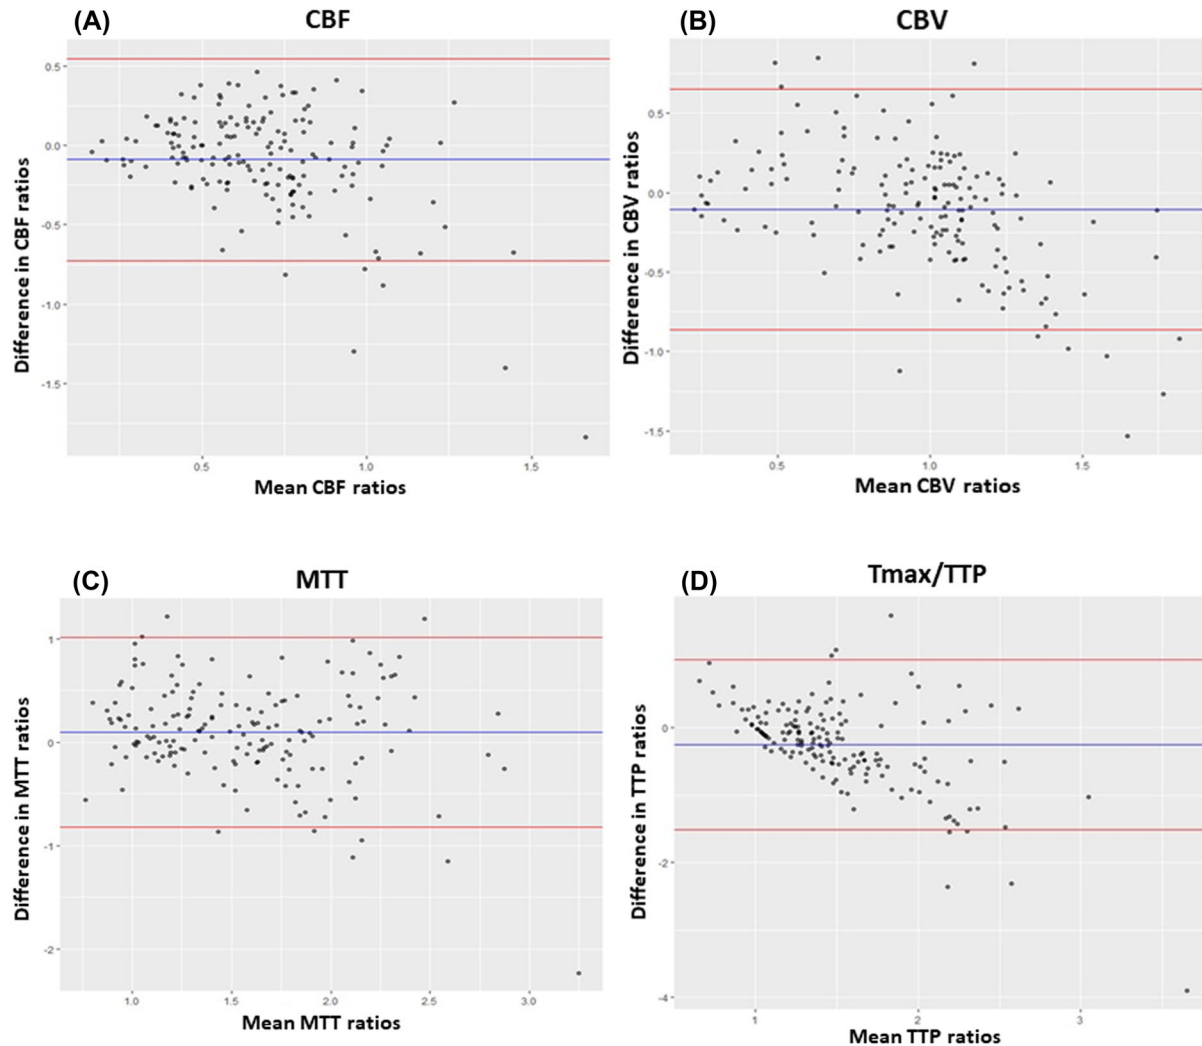 (A) CBF
Difference in CBF ratios
0.5
0.0
-0.5
-1.0
-1.5
0.5 1.0 1.5
Mean CBF ratios
(B) CBV
Difference in CBV ratios
0.5
0.0
-0.5
-1.0
-1.5
0.5 1.0 1.5
Mean CBV ratios
(C) MTT
Difference in MTT ratios
1
0
-1
-2
1.0 1.5 2.0 2.5 3.0
Mean MTT ratios
(D) Tmax/TTP
Difference in TTP ratios
0
-2
-4
1 2 3
Mean TTP ratios